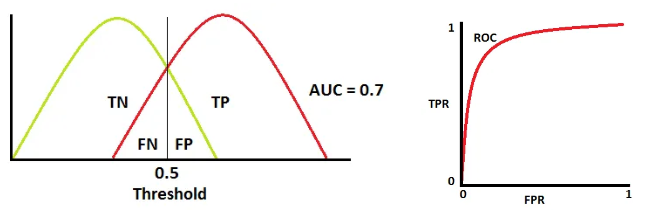 TN
TP
AUC = 0.7
FN
FP
0.5
Threshold
1
ROC
TPR
0
0
FPR
1